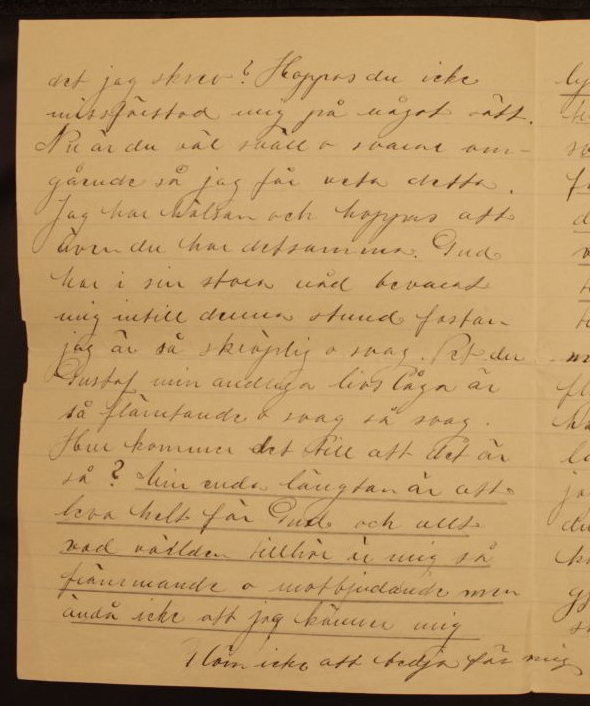 det jag skrev? Hoppas du icke
missförstod mig på något sätt.
Nu är du väl snäll o svarar om-
gående så jag får veta detta.
Jag har hälsan och hoppas att
även du har detsamma. Gud
har i sin stora nåd bevarat
mig intill denna stund fastän
jag är så skröplig o svag. Vet du
Gustaf min andliga livslåga är
så flämtande o svag så svag.
Hur kommer det till att det är
så? Min enda längtan är att
leva helt för Gud och allt
vad världen tillhör är mig så
främmande o motbjudande men
ändå icke att jag känner mig
Glöm icke att bedja för mig